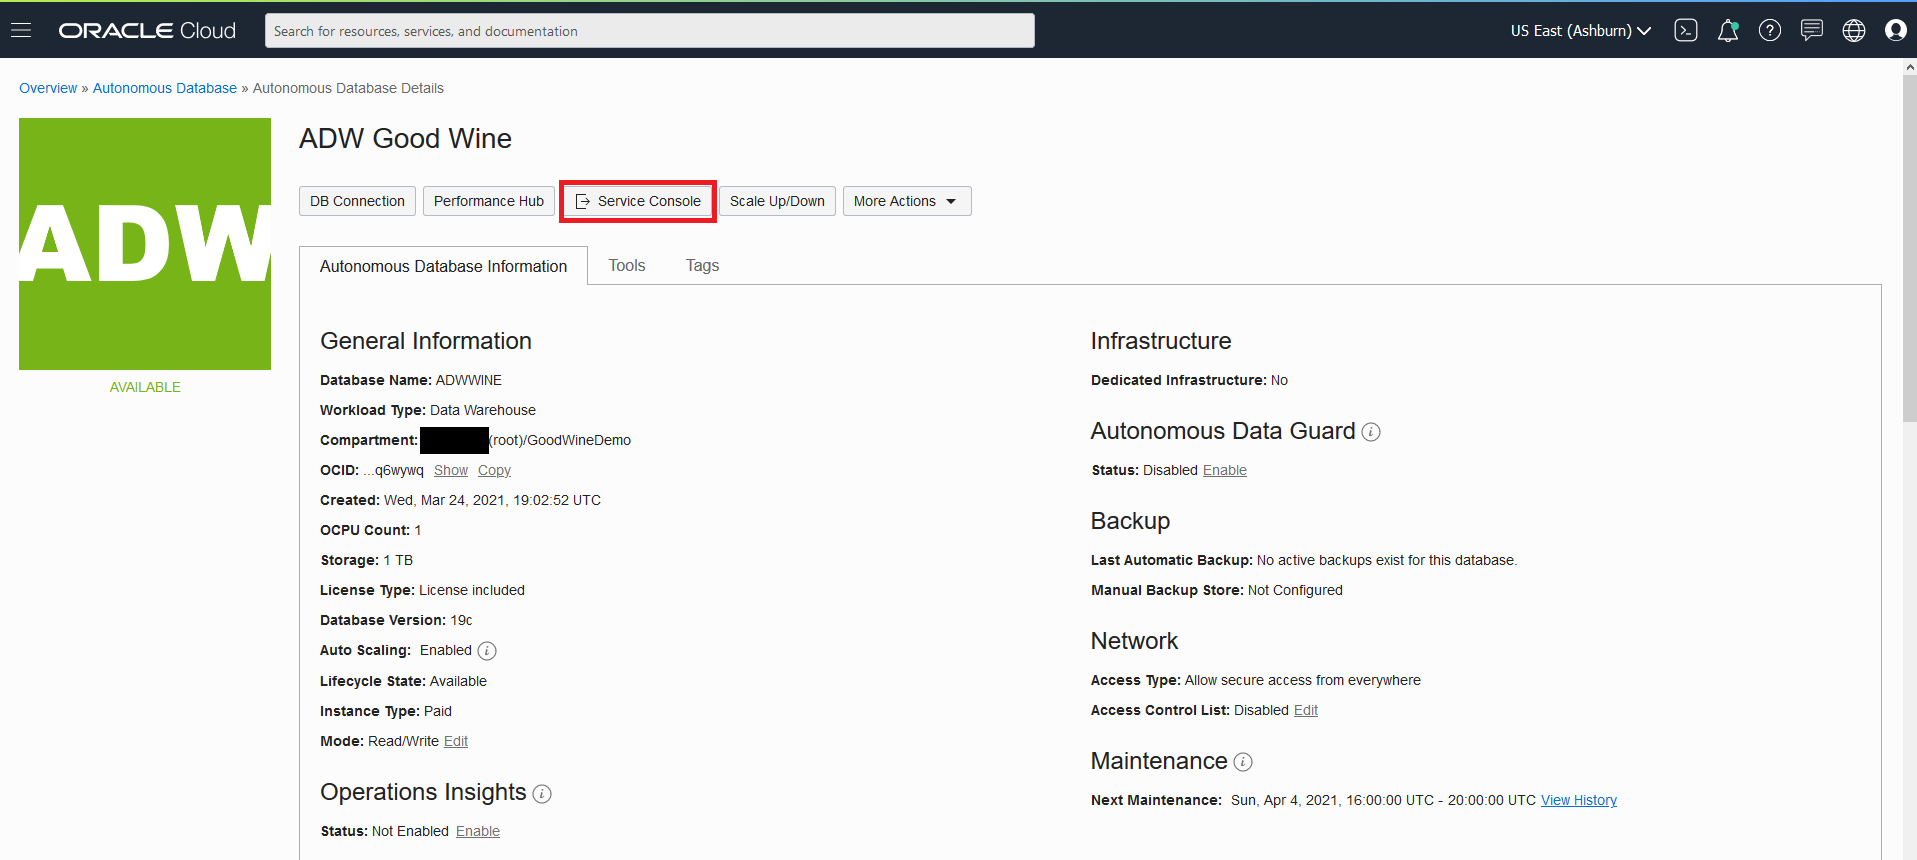 ORACLE Cloud
Search for resources, services, and documentation
US East (Ashburn)
Overview » Autonomous Database » Autonomous Database Details
ADW
AVAILABLE
ADW Good Wine
DB Connection
Performance Hub
Service Console
Scale Up/Down
More Actions
Autonomous Database Information
Tools
Tags
General Information
Database Name: ADWWINE
Workload Type: Data Warehouse
Compartment: (root)/GoodWineDemo
OCID: ...q6wywq Show Copy
Created: Wed, Mar 24, 2021, 19:02:52 UTC
OCPU Count: 1
Storage: 1 TB
License Type: License included
Database Version: 19c
Auto Scaling: Enabled
Lifecycle State: Available
Instance Type: Paid
Mode: Read/Write Edit
Operations Insights
Status: Not Enabled Enable
Infrastructure
Dedicated Infrastructure: No
Autonomous Data Guard
Status: Disabled Enable
Backup
Last Automatic Backup: No active backups exist for this database.
Manual Backup Store: Not Configured
Network
Access Type: Allow secure access from everywhere
Access Control List: Disabled Edit
Maintenance
Next Maintenance: Sun, Apr 4, 2021, 16:00:00 UTC - 20:00:00 UTC View History